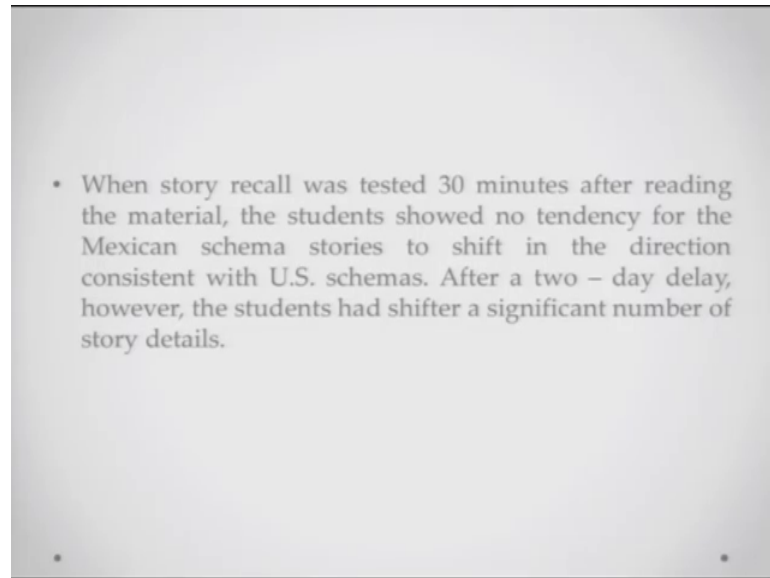 • When story recall was tested 30 minutes after reading
the material, the students showed no tendency for the
Mexican schema stories to shift in the direction
consistent with U.S. schemas. After a two – day delay,
however, the students had shifter a significant number of
story details.